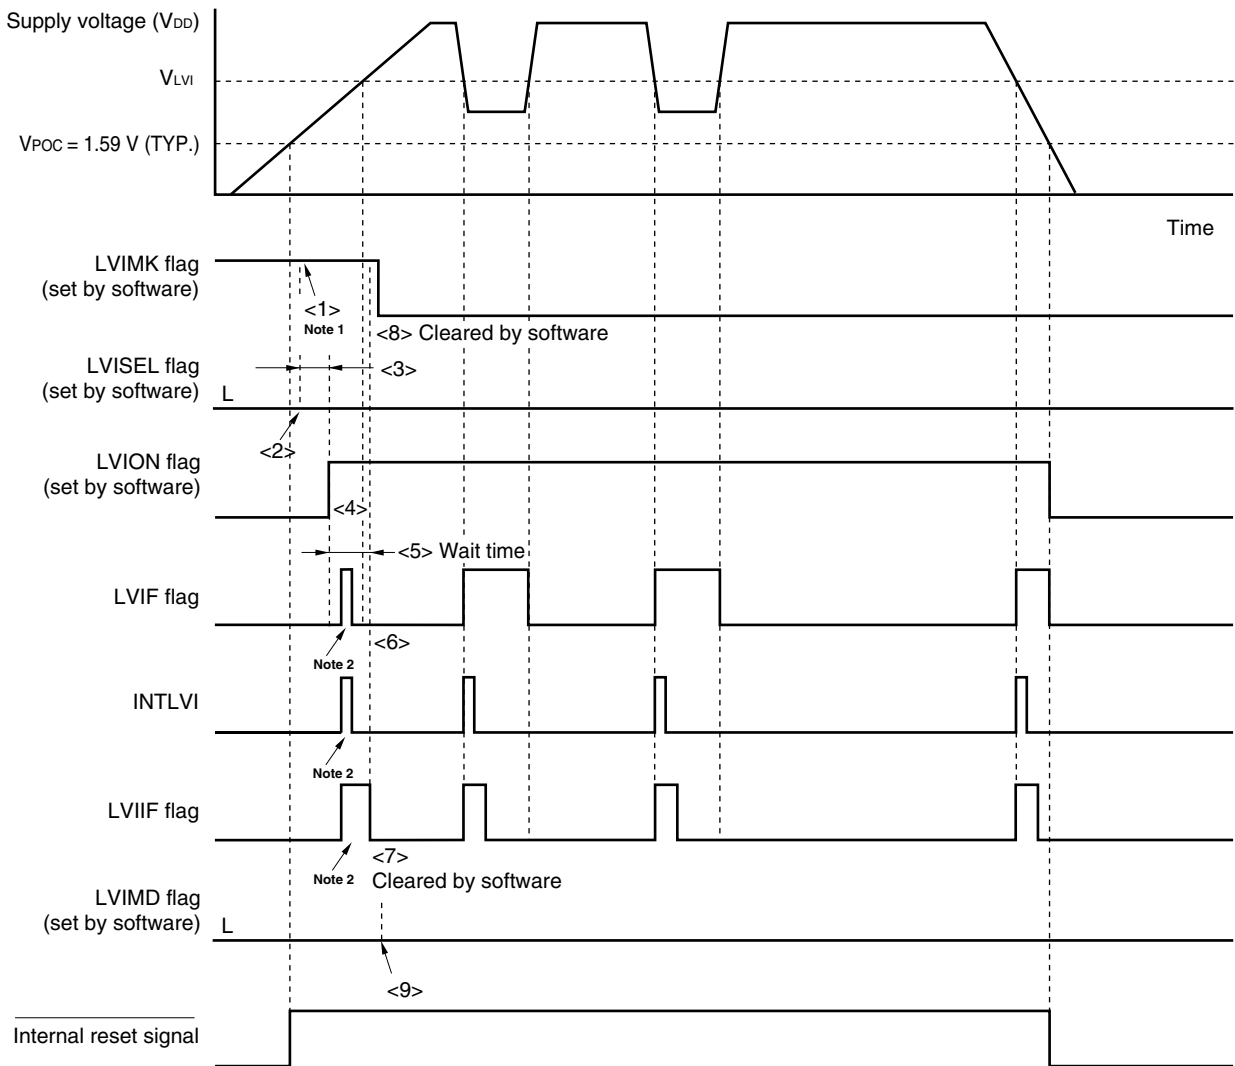 Supply voltage (VDD)
VLVI
VPOC = 1.59 V (TYP.)
Time
LVIMK flag
(set by software)
<1>
Note 1
<8> Cleared by software
LVISEL flag
(set by software)
L
<3>
<2>
LVION flag
(set by software)
<4>
<5> Wait time
LVIF flag
<6>
Note 2
INTLVI
Note 2
LVIIF flag
<7>
Note 2
Cleared by software
LVIMD flag
(set by software)
L
<9>
Internal reset signal